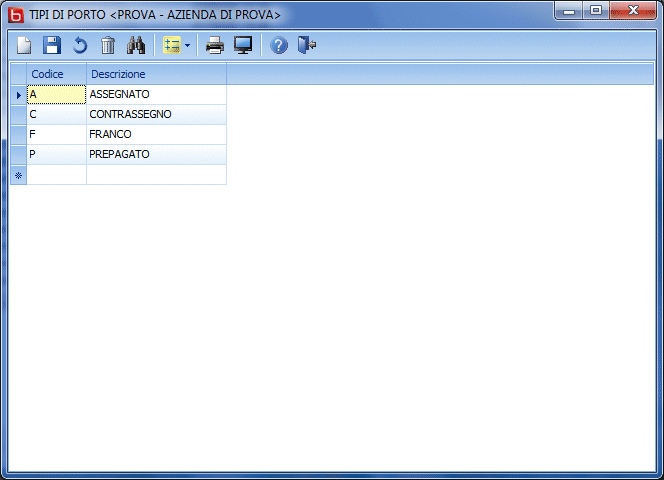 TIPI DI PORTO <PROVA - AZIENDA DI PROVA>
Codice Descrizione
A ASSEGNATO
C CONTRASSEGNO
F FRANCO
P PREPAGATO